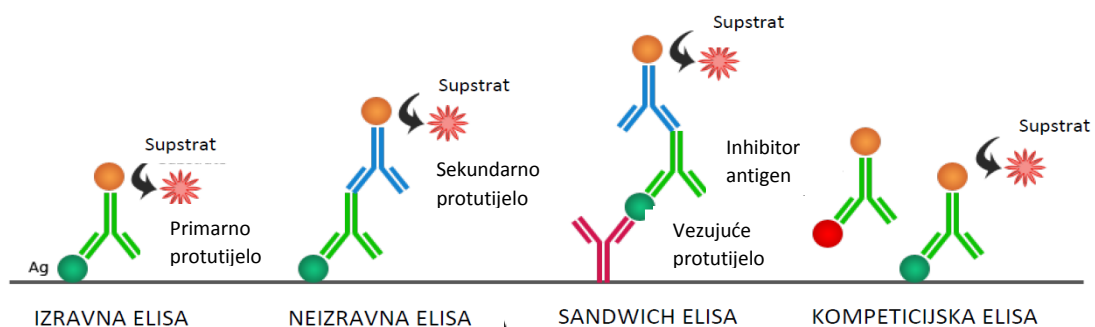 Supstrat
Ag
Primarno
protutijelo
IZRAVNA ELISA
Supstrat
Sekundarno
protutijelo
NEIZRAVNA ELISA
Supstrat
Vezujuće
protutijelo
SANDWICH ELISA
Inhibitor
antigen
Supstrat
KOMPETICIJSKA ELISA